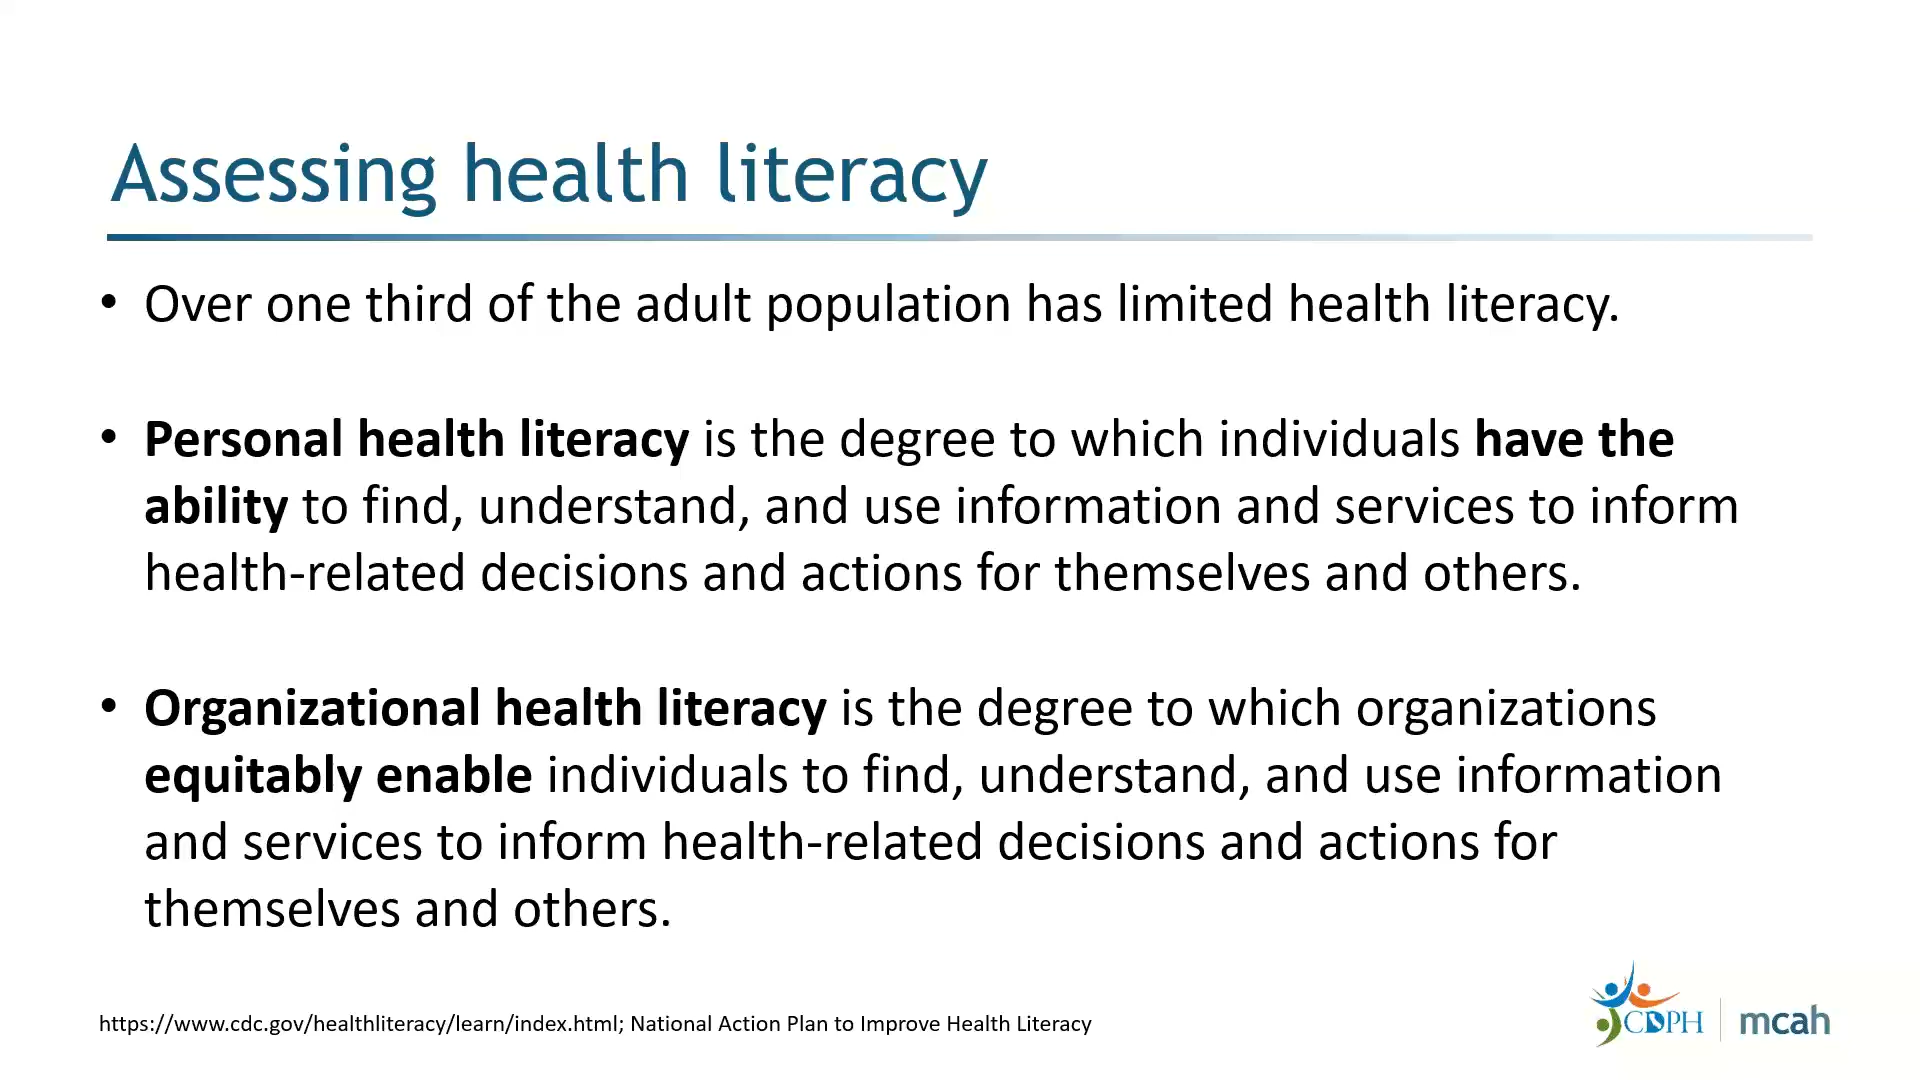 Assessing health literacy
• Over one third of the adult population has limited health literacy.
• Personal health literacy is the degree to which individuals have the
ability to find, understand, and use information and services to inform
health-related decisions and actions for themselves and others.
• Organizational health literacy is the degree to which organizations
equitably enable individuals to find, understand, and use information
and services to inform health-related decisions and actions for
themselves and others.
https://www.cdc.gov/healthliteracy/learn/index.html; National Action Plan to Improve Health Literacy
CDPH mcah